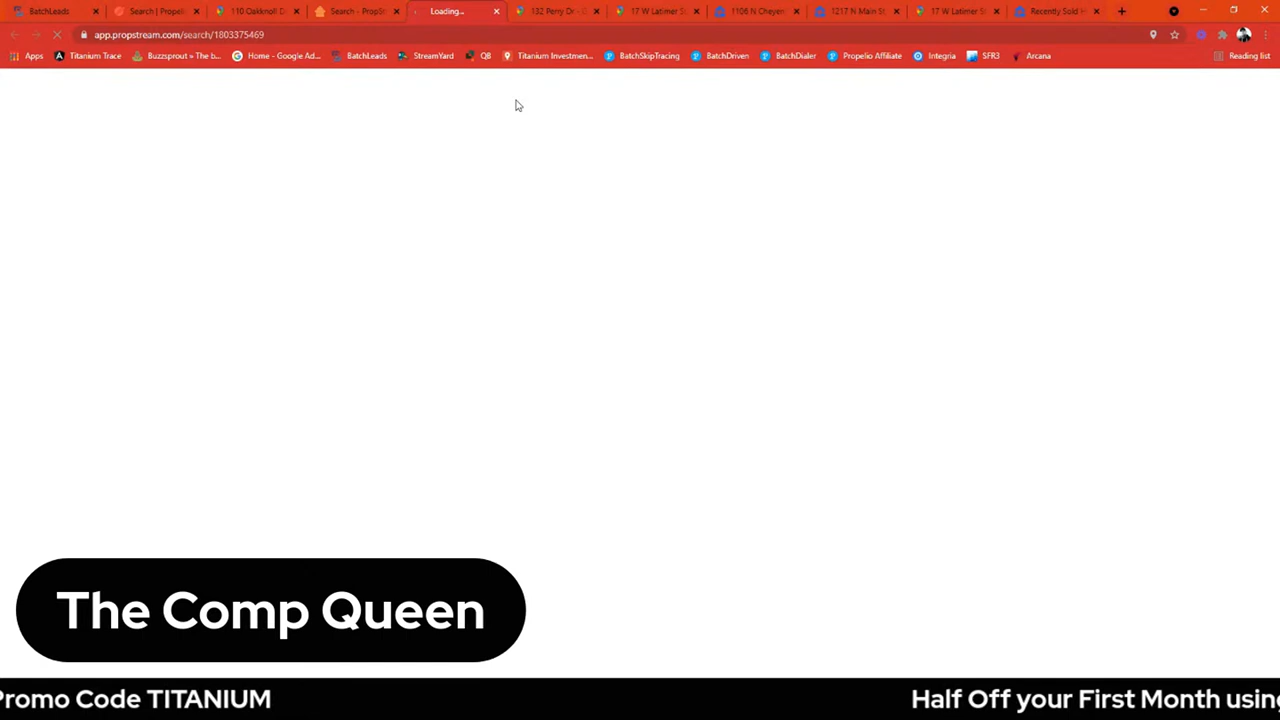 BatchLeads
Search | Propeli
110 Oakknoll D
Search - PropSt
Loading...
132 Perry Dr - G
17 W Latimer S
1106 N Cheyen
1217 N Main St
17 W Latimer S
Recently Sold H
app.propstream.com/search/1803375469
Apps
Titanium Trace
Buzzsprout » The b...
Home - Google Ad...
BatchLeads
StreamYard
QB
Titanium Investmen...
BatchSkipTracing
BatchDriven
BatchDialer
Propelio Affiliate
Integria
SFR3
Arcana
Reading list
The Comp Queen
Promo Code TITANIUM
Half Off your First Month using